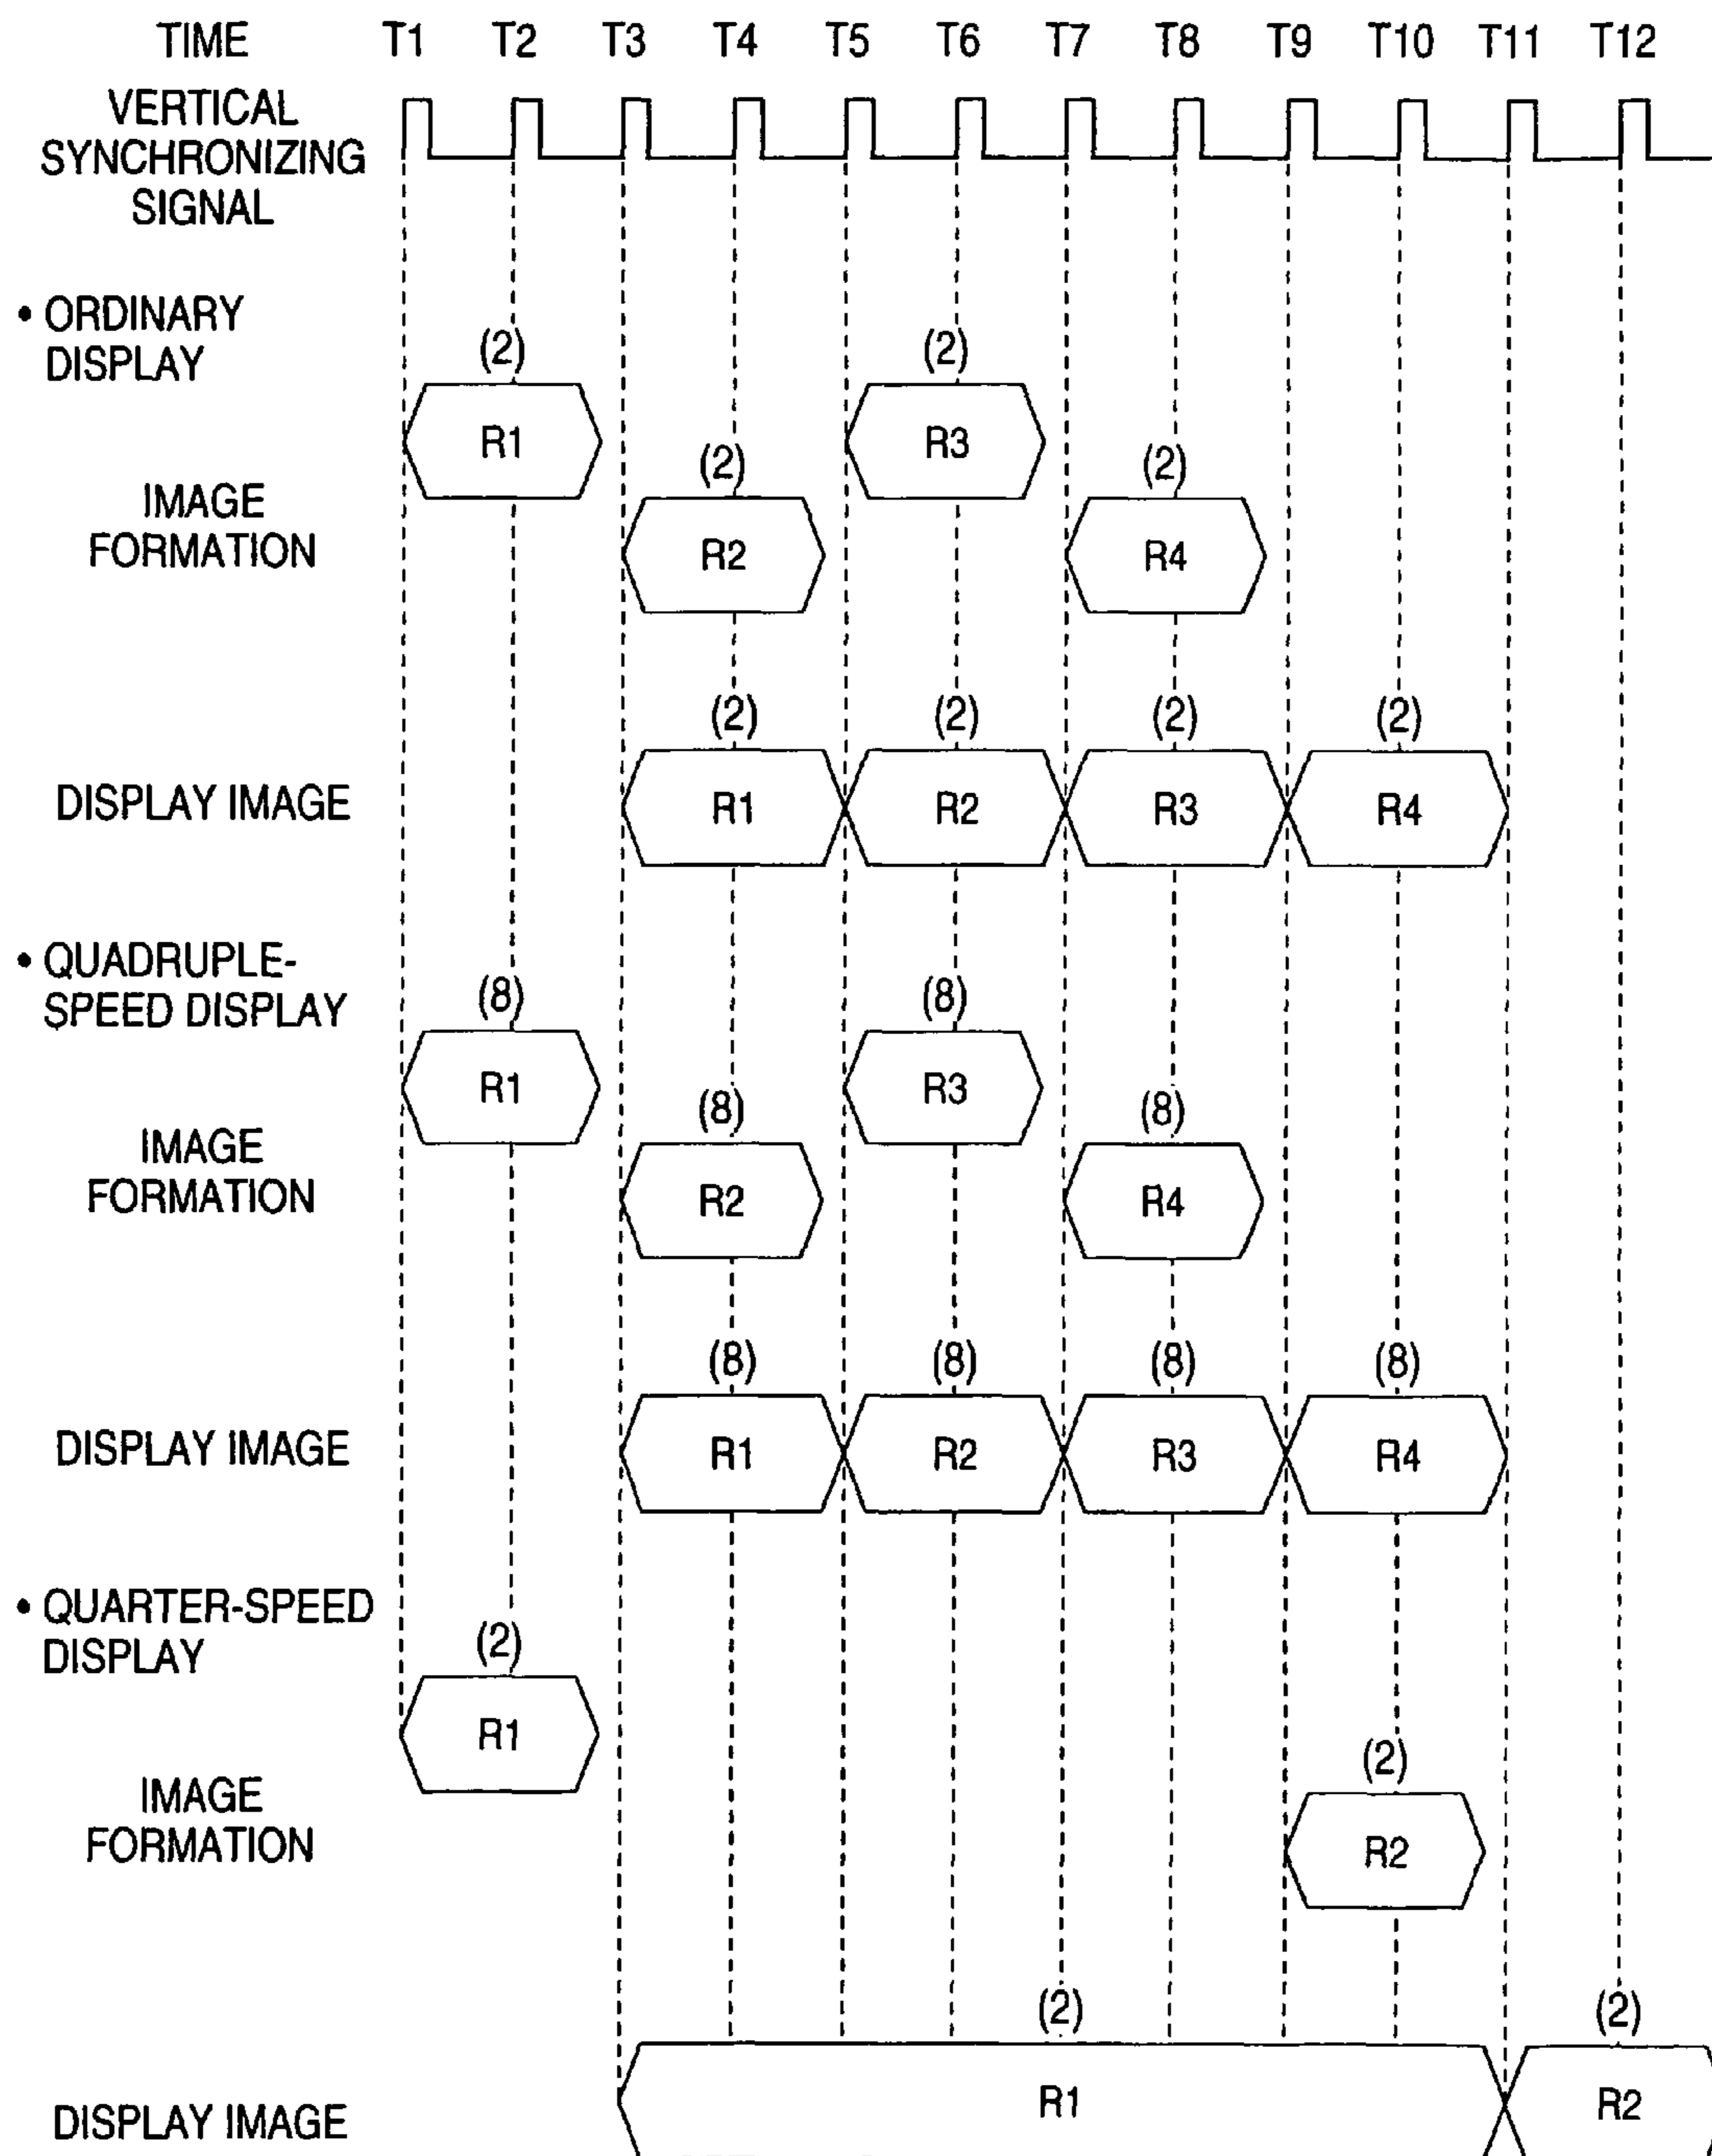 TIME T1 T2 T3 T4 T5 T6 T7 T8 T9 T10 T11 T12
VERTICAL
SYNCHRONIZING
SIGNAL
• ORDINARY
DISPLAY
(2) (2)
R1 R3
(2) (2)
IMAGE
FORMATION
R2 R4
(2) (2) (2) (2)
DISPLAY IMAGE R1 R2 R3 R4
• QUADRUPLE-
SPEED DISPLAY
(8) (8)
R1 R3
(8) (8)
IMAGE
FORMATION
R2 R4
(8) (8) (8) (8)
DISPLAY IMAGE R1 R2 R3 R4
• QUARTER-SPEED
DISPLAY
(2)
R1
(2)
IMAGE
FORMATION
R2
(2) (2)
DISPLAY IMAGE R1 R2